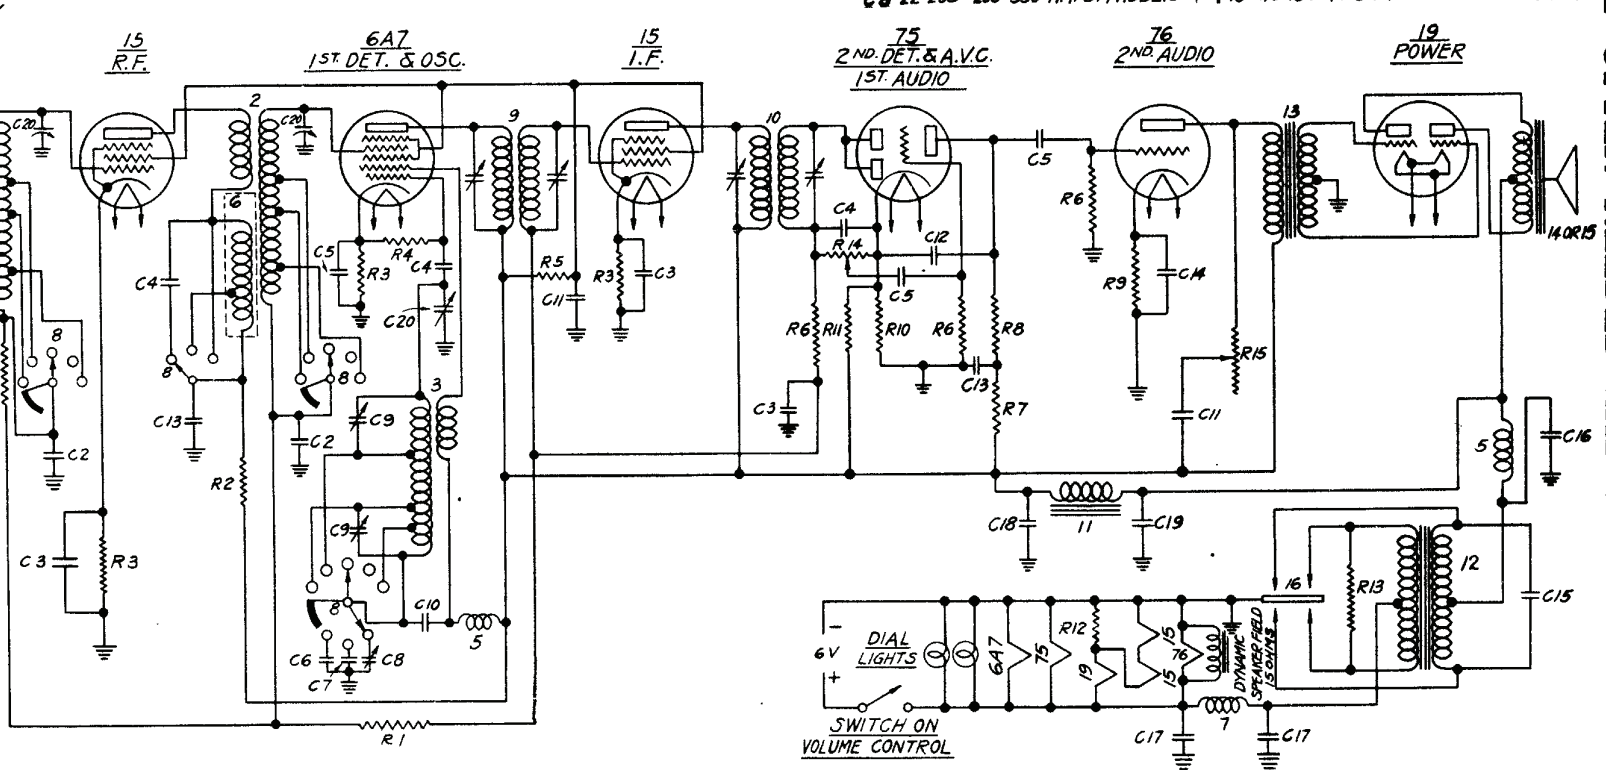 15
R.F.
6A7
1ST. DET. & OSC.
15
I.F.
75
2ND. DET. & A.V.C.
1ST. AUDIO
76
2ND. AUDIO
19
POWER
C20
2
C20
9
10
13
C5
R6
14 OR 15
6
C4
C5
R3
R4
C4
R5
C11
R3
C3
C4
R14
C12
C5
R9
C14
C20
R6
R11
R10
R6
R8
R15
8
8
8
C13
C3
R7
C11
3
C9
C13
C2
C2
R2
5
C16
C9
C18
11
C19
C3
R3
8
C10
5
C6
C7
C8
R1
16
R13
12
C15
-
6V
+
DIAL
LIGHTS
6A7
75
R12
19
15
15
76
DYNAMIC
SPEAKER FIELD
15 OHMS
SWITCH ON
VOLUME CONTROL
C17
7
C17